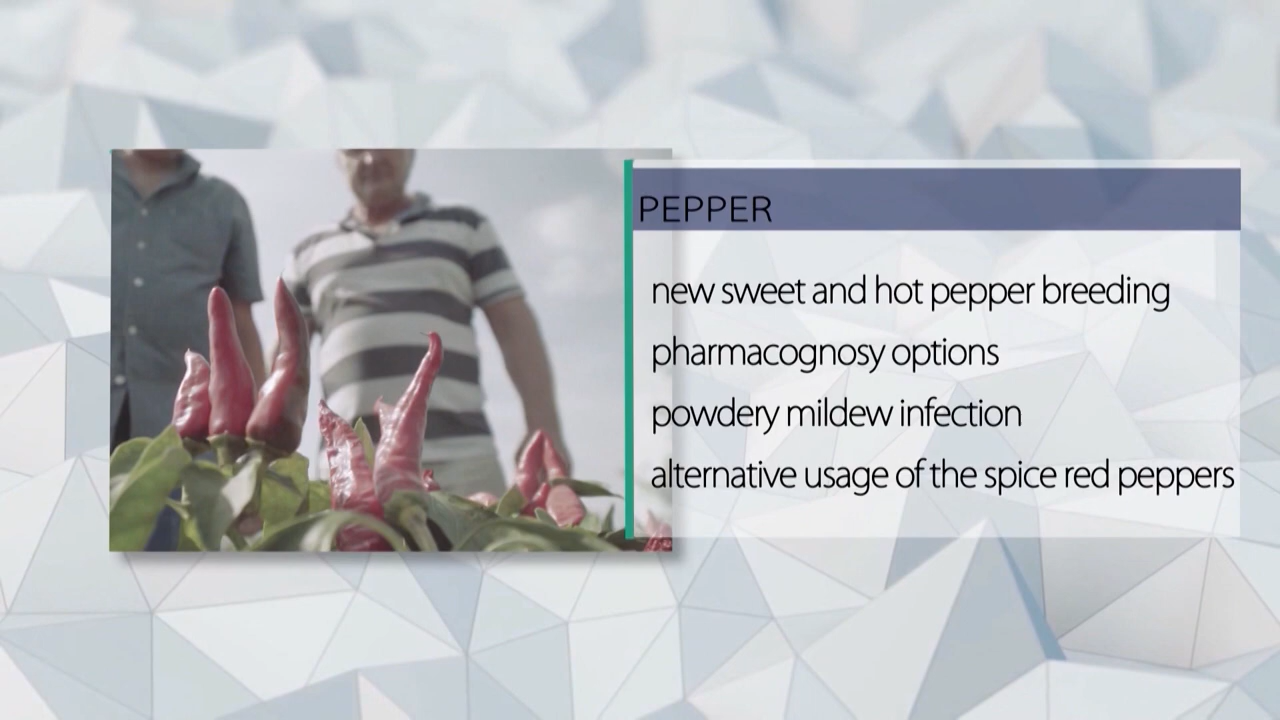 PEPPER
new sweet and hot pepper breeding
pharmacognosy options
powdery mildew infection
alternative usage of the spice red peppers